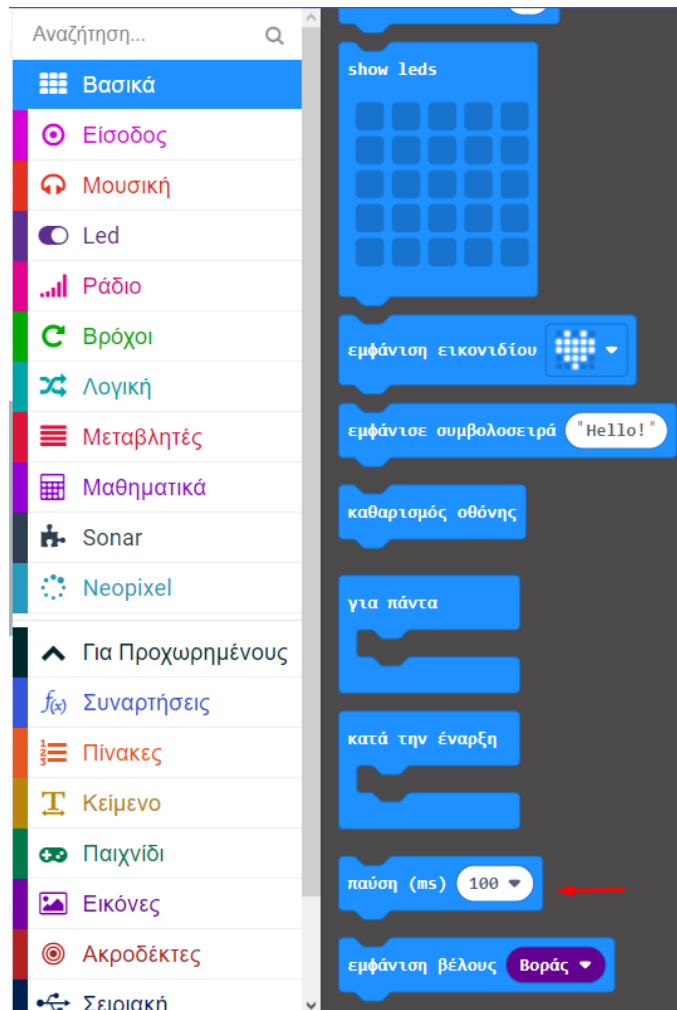 Αναζήτηση...
Βασικά
Είσοδος
Μουσική
Led
Ράδιο
Βρόχοι
Λογική
Μεταβλητές
Μαθηματικά
Sonar
Neopixel
Για Προχωρημένους
f(x) Συναρτήσεις
Πίνακες
Κείμενο
Παιχνίδι
Εικόνες
Ακροδέκτες
Σειριακή
show leds
εμφάνιση εικονιδίου
εμφάνισε συμβολοσειρά "Hello!"
καθαρισμός οθόνης
για πάντα
κατά την έναρξη
παύση (ms) 100
εμφάνιση βέλους Βοράς